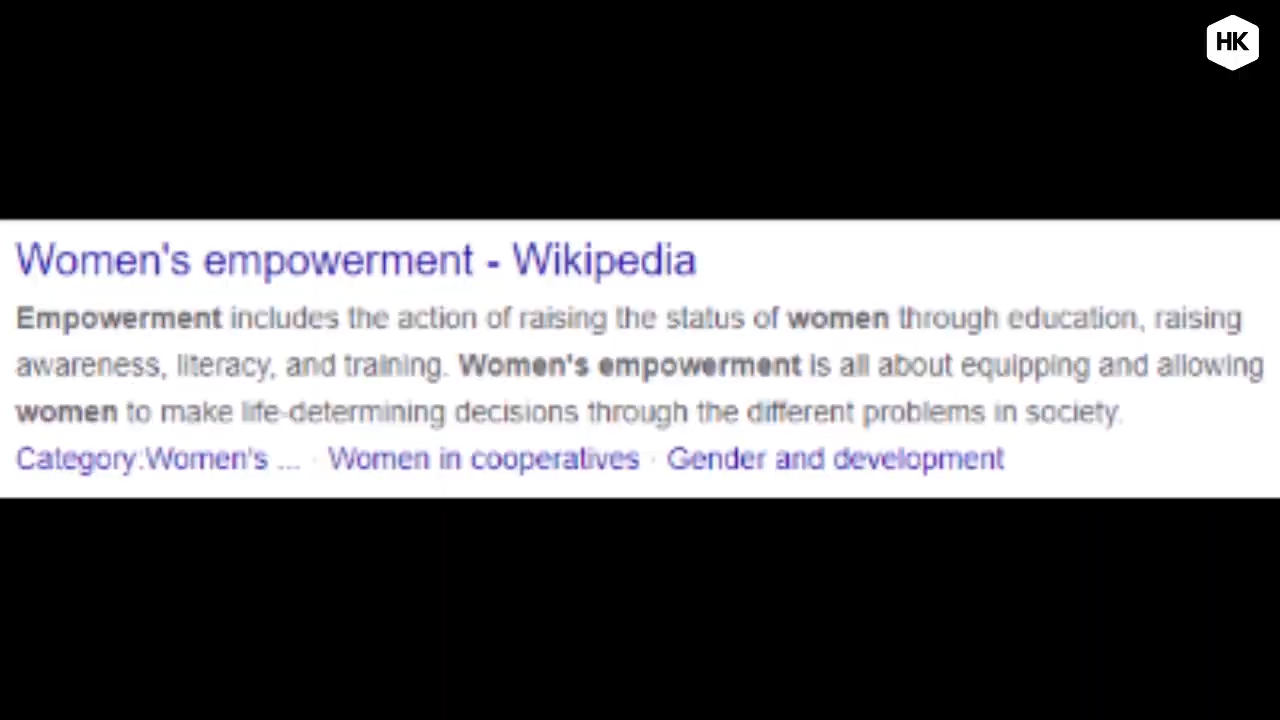 HK
Women's empowerment - Wikipedia
Empowerment includes the action of raising the status of women through education, raising
awareness, literacy, and training. Women's empowerment is all about equipping and allowing
women to make life-determining decisions through the different problems in society.
Category:Women's ... · Women in cooperatives · Gender and development